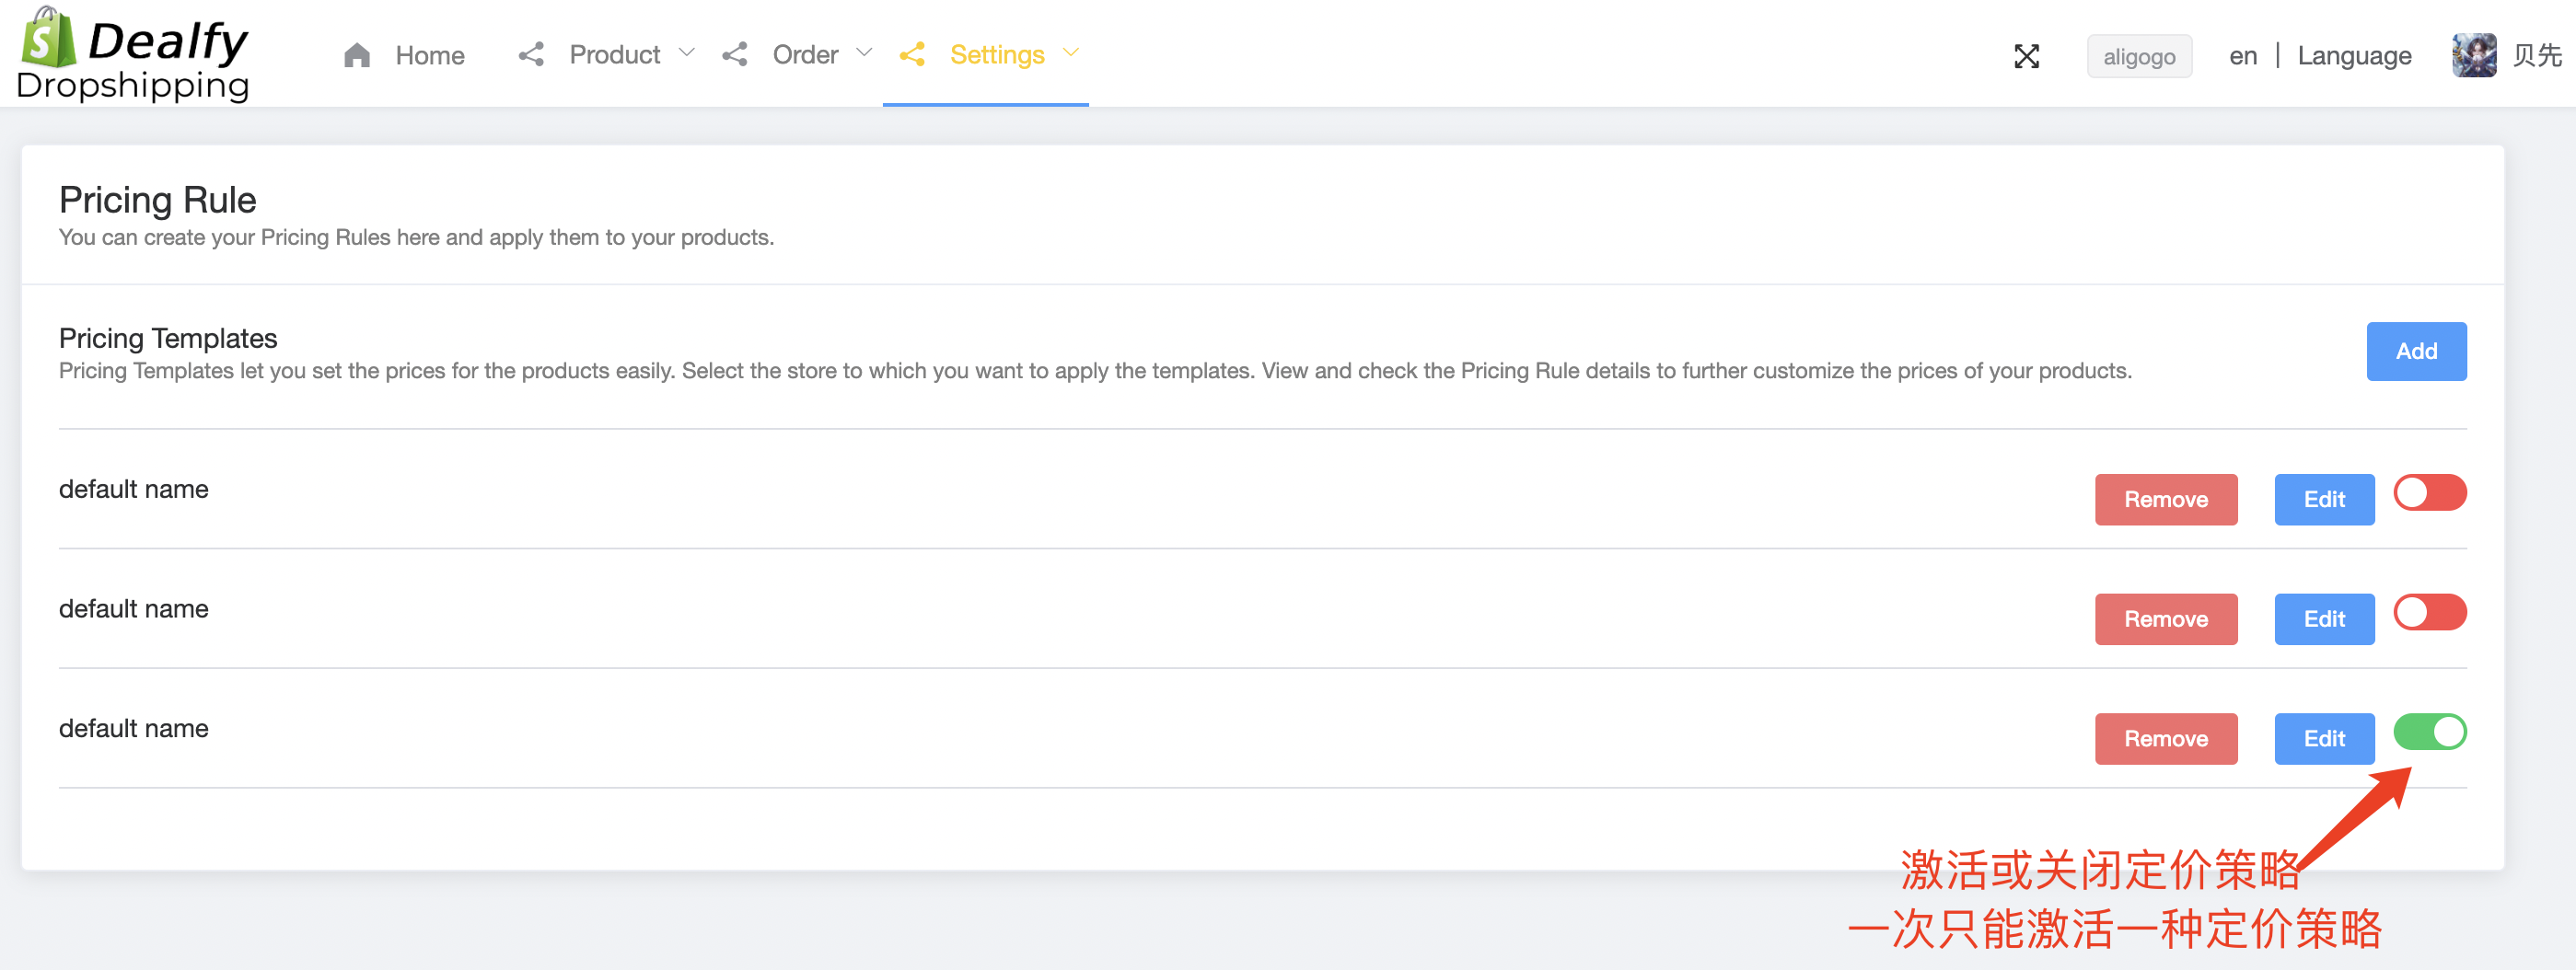 Dealfy
Dropshipping
Home
Product
Order
Settings
aligogo
en | Language
贝先
Pricing Rule
You can create your Pricing Rules here and apply them to your products.
Pricing Templates
Pricing Templates let you set the prices for the products easily. Select the store to which you want to apply the templates. View and check the Pricing Rule details to further customize the prices of your products.
Add
default name
Remove
Edit
default name
Remove
Edit
default name
Remove
Edit
激活或关闭定价策略
一次只能激活一种定价策略